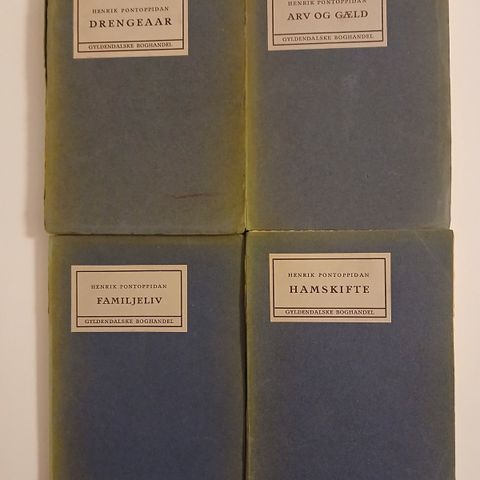 HENRIK PONTOPPIDAN
DRENGEAAR
GYLDENDALSKE BOGHANDEL
HENRIK PONTOPPIDAN
ARV OG GÆLD
GYLDENDALSKE BOGHANDEL
HENRIK PONTOPPIDAN
FAMILJELIV
GYLDENDALSKE BOGHANDEL
HENRIK PONTOPPIDAN
HAMSKIFTE
GYLDENDALSKE BOGHANDEL